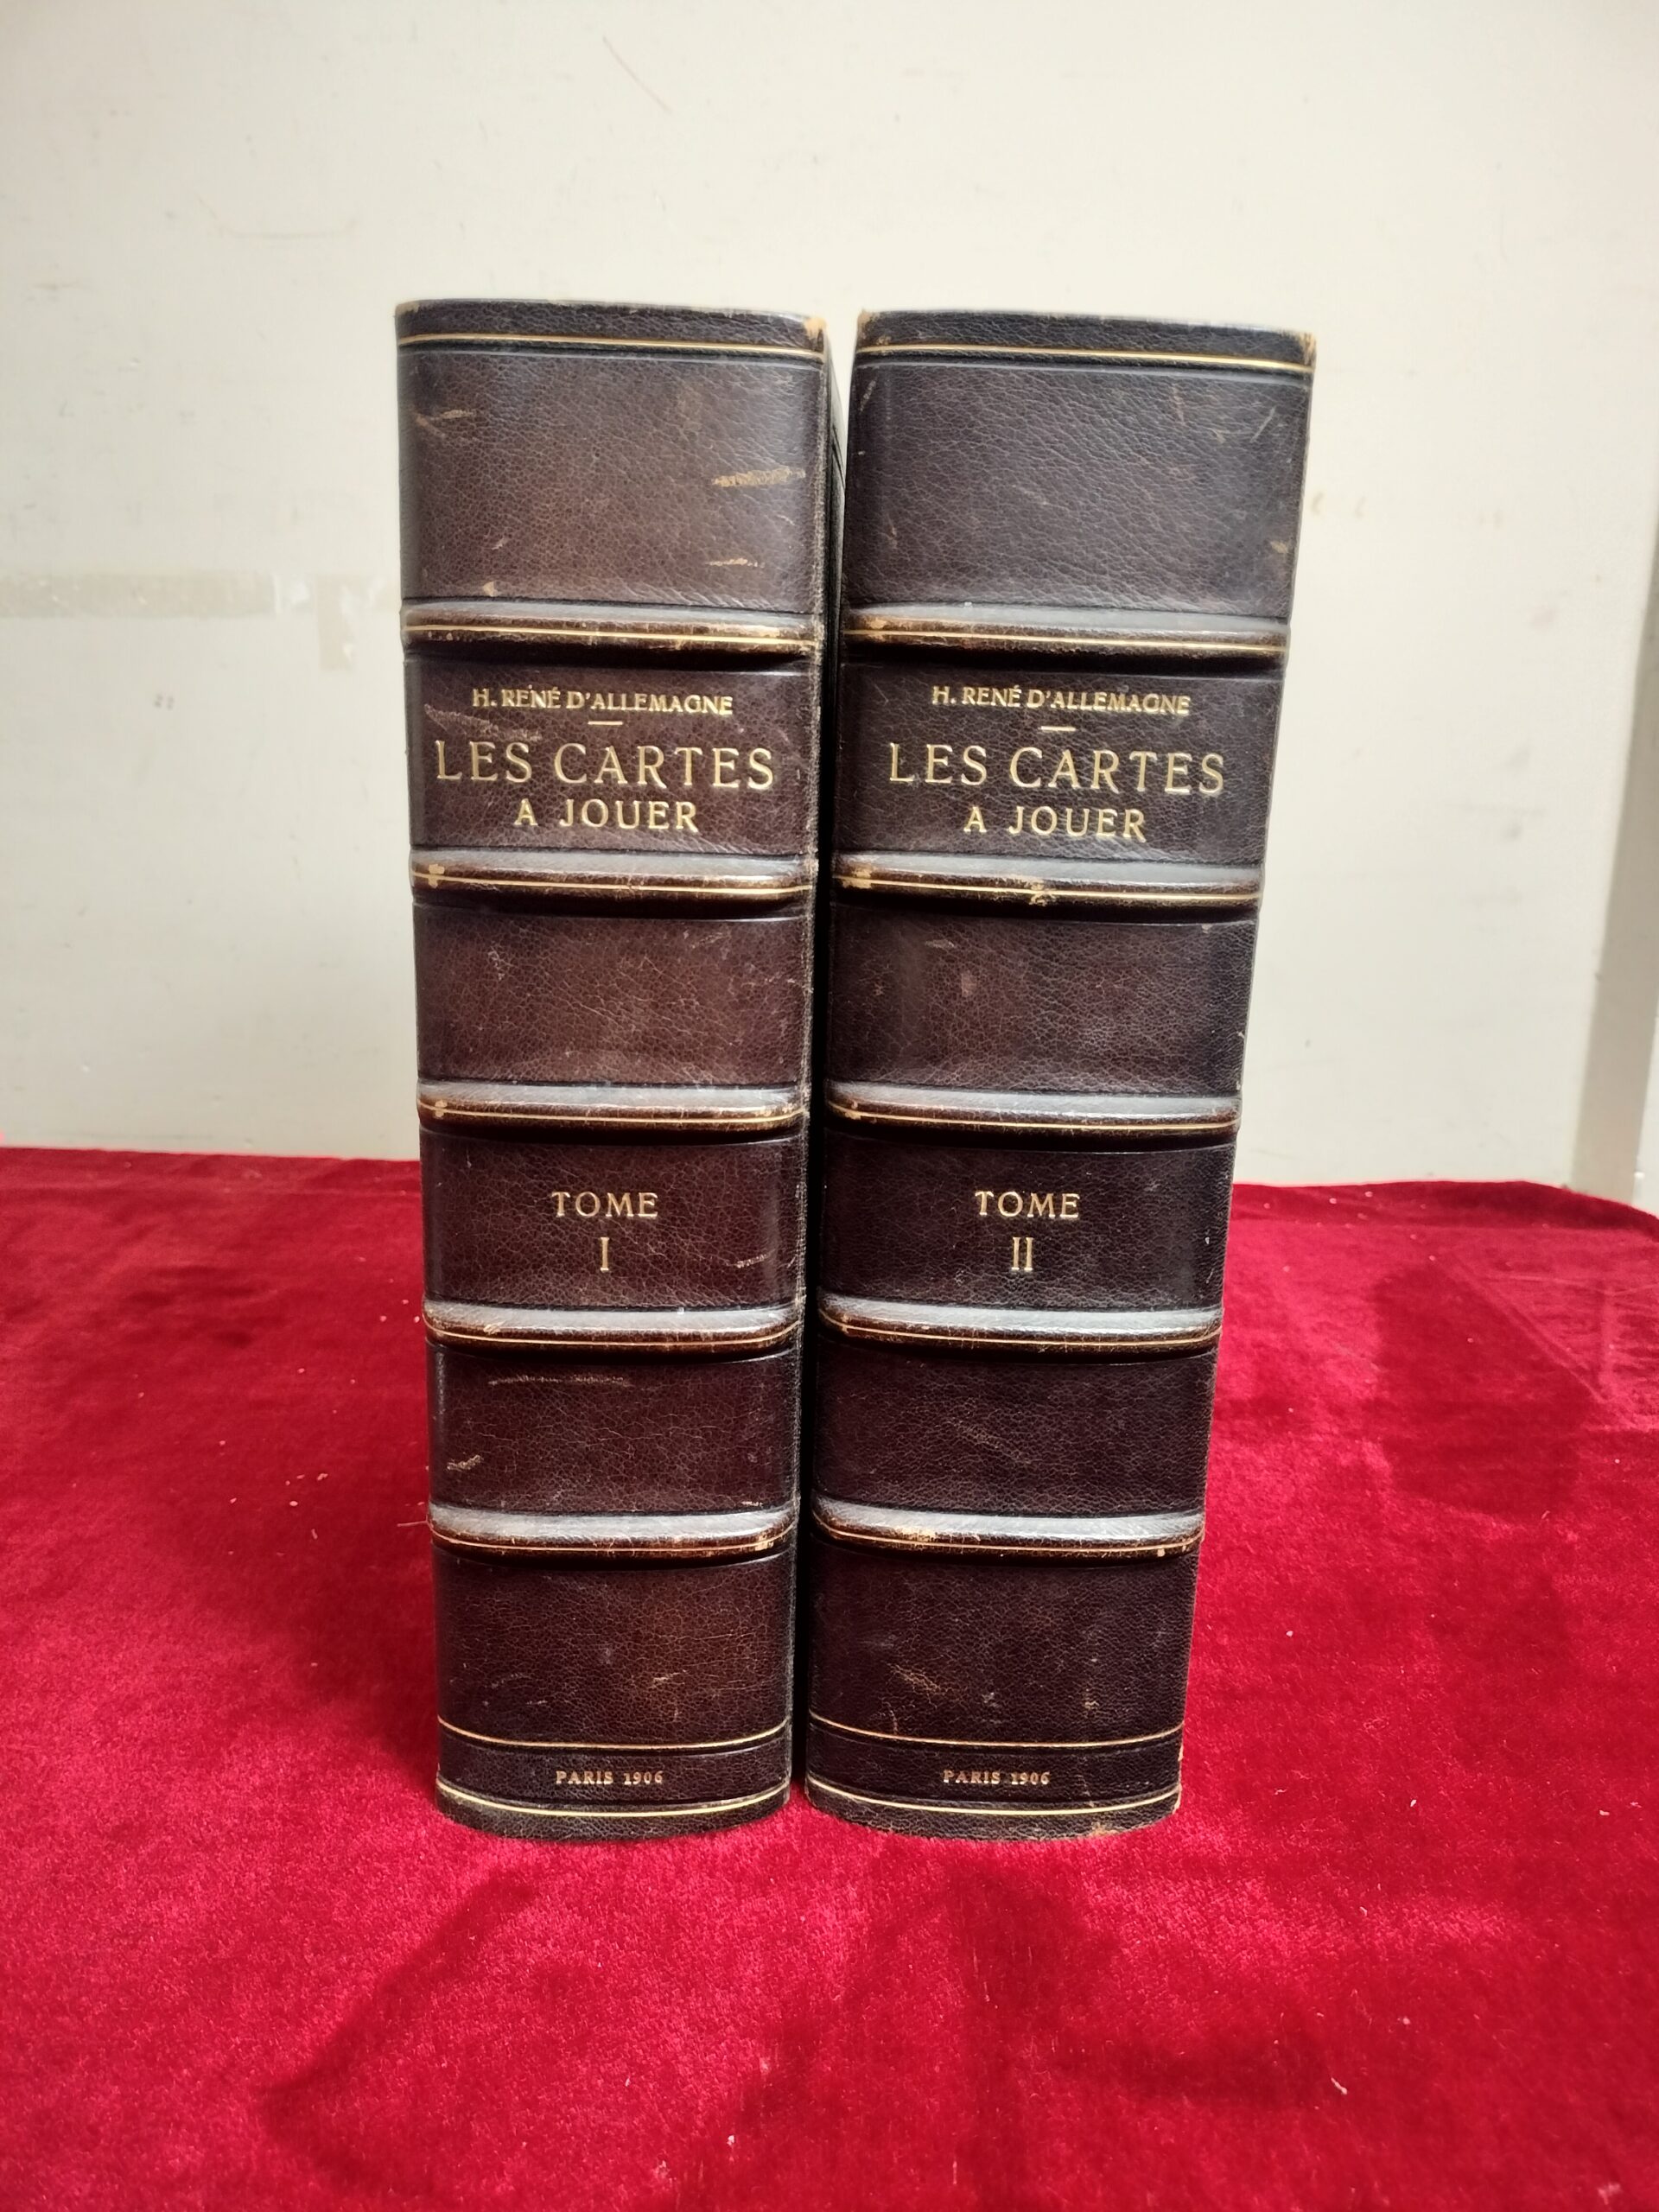 H. RENÉ D'ALLEMAGNE
LES CARTES
A JOUER
TOME
I
PARIS 1906
H. RENÉ D'ALLEMAGNE
LES CARTES
A JOUER
TOME
II
PARIS 1906